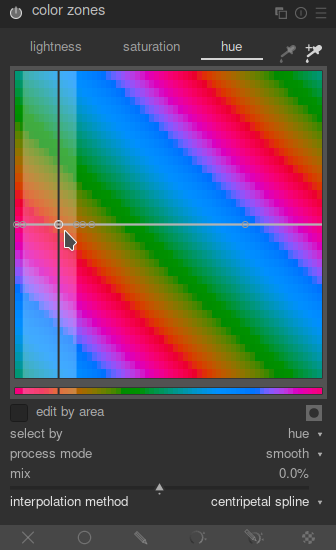 color zones
lightness saturation hue
edit by area
select by hue
process mode smooth
mix 0.0%
interpolation method centripetal spline